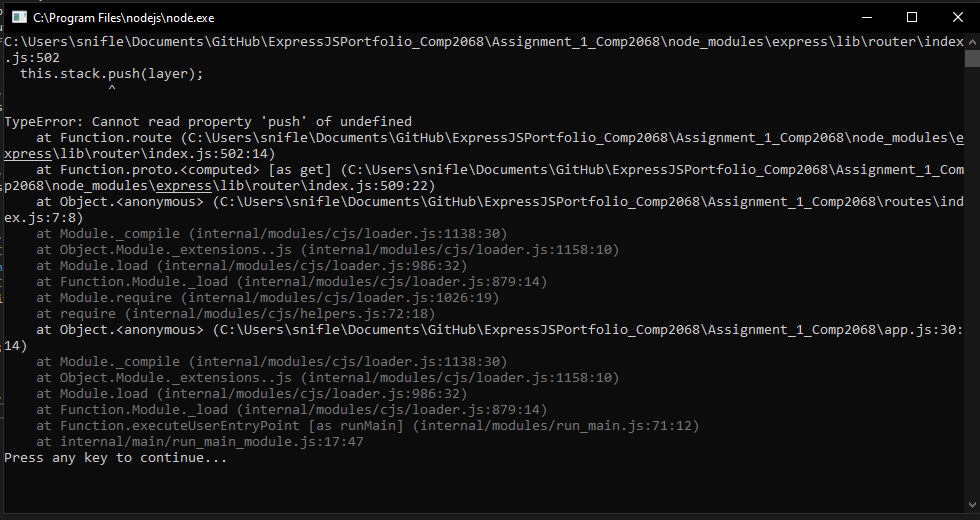 C:\Program Files\nodejs\node.exe
C:\Users\snifle\Documents\GitHub\ExpressJSPortfolio_Comp2068\Assignment_1_Comp2068\node_modules\express\lib\router\index
.js:502
  this.stack.push(layer);
             ^
TypeError: Cannot read property 'push' of undefined
    at Function.route (C:\Users\snifle\Documents\GitHub\ExpressJSPortfolio_Comp2068\Assignment_1_Comp2068\node_modules\e
xpress\lib\router\index.js:502:14)
    at Function.proto.<computed> [as get] (C:\Users\snifle\Documents\GitHub\ExpressJSPortfolio_Comp2068\Assignment_1_Com
p2068\node_modules\express\lib\router\index.js:509:22)
    at Object.<anonymous> (C:\Users\snifle\Documents\GitHub\ExpressJSPortfolio_Comp2068\Assignment_1_Comp2068\routes\ind
ex.js:7:8)
    at Module._compile (internal/modules/cjs/loader.js:1138:30)
    at Object.Module._extensions..js (internal/modules/cjs/loader.js:1158:10)
    at Module.load (internal/modules/cjs/loader.js:986:32)
    at Function.Module._load (internal/modules/cjs/loader.js:879:14)
    at Module.require (internal/modules/cjs/loader.js:1026:19)
    at require (internal/modules/cjs/helpers.js:72:18)
    at Object.<anonymous> (C:\Users\snifle\Documents\GitHub\ExpressJSPortfolio_Comp2068\Assignment_1_Comp2068\app.js:30:
14)
    at Module._compile (internal/modules/cjs/loader.js:1138:30)
    at Object.Module._extensions..js (internal/modules/cjs/loader.js:1158:10)
    at Module.load (internal/modules/cjs/loader.js:986:32)
    at Function.Module._load (internal/modules/cjs/loader.js:879:14)
    at Function.executeUserEntryPoint [as runMain] (internal/modules/run_main.js:71:12)
    at internal/main/run_main_module.js:17:47
Press any key to continue...